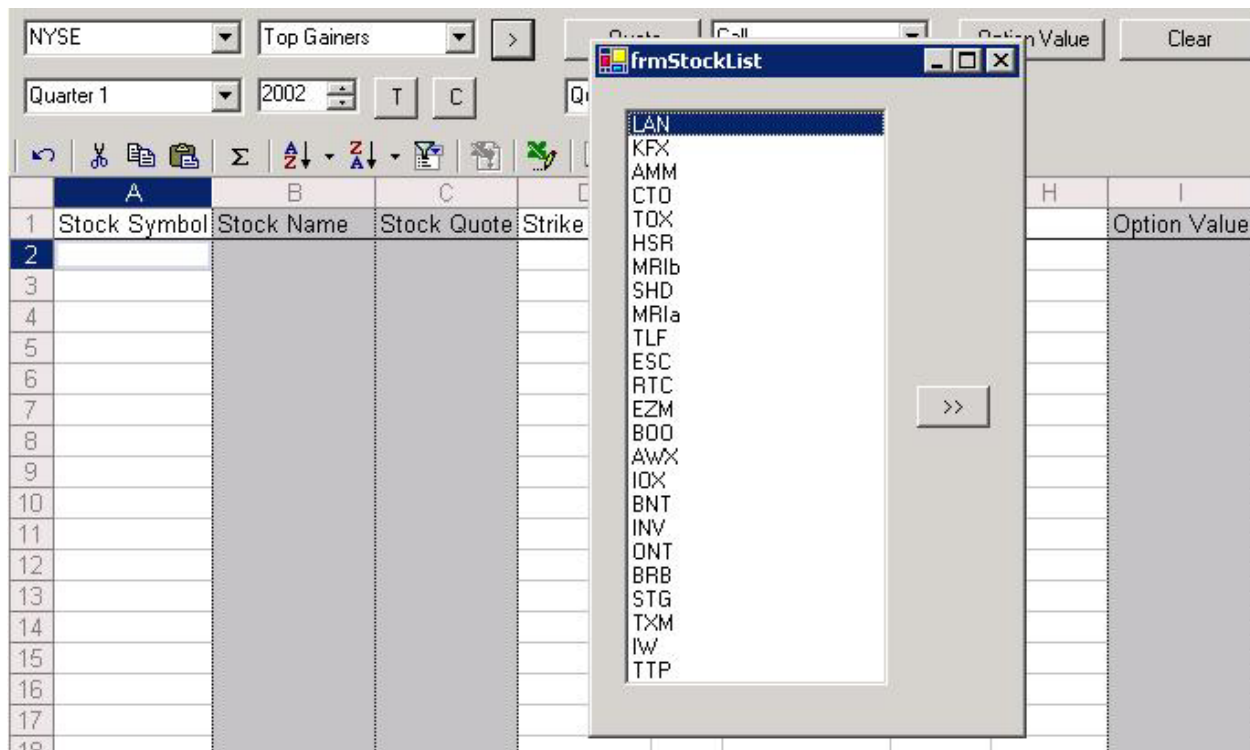 NYSE Top Gainers > Call Option Value Clear
frmStockList
Quarter 1 2002 T C
Σ A Z Z A
A B C H I
1 Stock Symbol Stock Name Stock Quote Strike Option Value
2
3
4
5
6
7
8
9
10
11
12
13
14
15
16
17
18
LAN
KFX
AMM
CTO
TOX
HSR
MRIb
SHD
MRIa
TLF
ESC
RTC
EZM
BOO
AWX
IOX
BNT
INV
ONT
BRB
STG
TXM
IW
TTP
>>